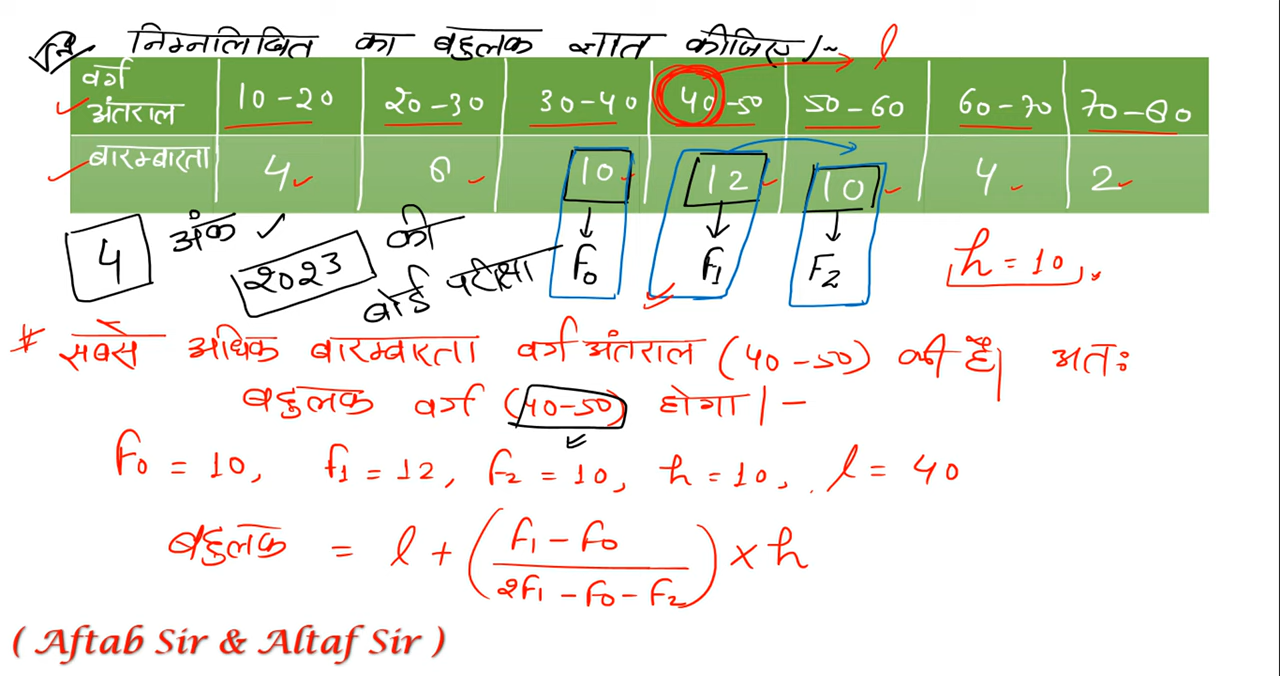 प्रश्न निम्नलिखित का बहुलक ज्ञात कीजिए।- l
वर्ग अंतराल 10-20 20-30 30-40 40-50 50-60 60-70 70-80
बारम्बारता 4 6 10 12 10 4 2
4 अंक 2023 की बोर्ड परीक्षा F0 F1 F2 h = 10
* सबसे अधिक बारम्बारता वर्ग अंतराल (40-50) की है। अतः
बहुलक वर्ग (40-50) होगा।-
F0 = 10, f1 = 12, F2 = 10, h = 10, l = 40
बहुलक = l + ( F1 - F0 / 2F1 - F0 - F2 ) × h
( Aftab Sir & Altaf Sir )